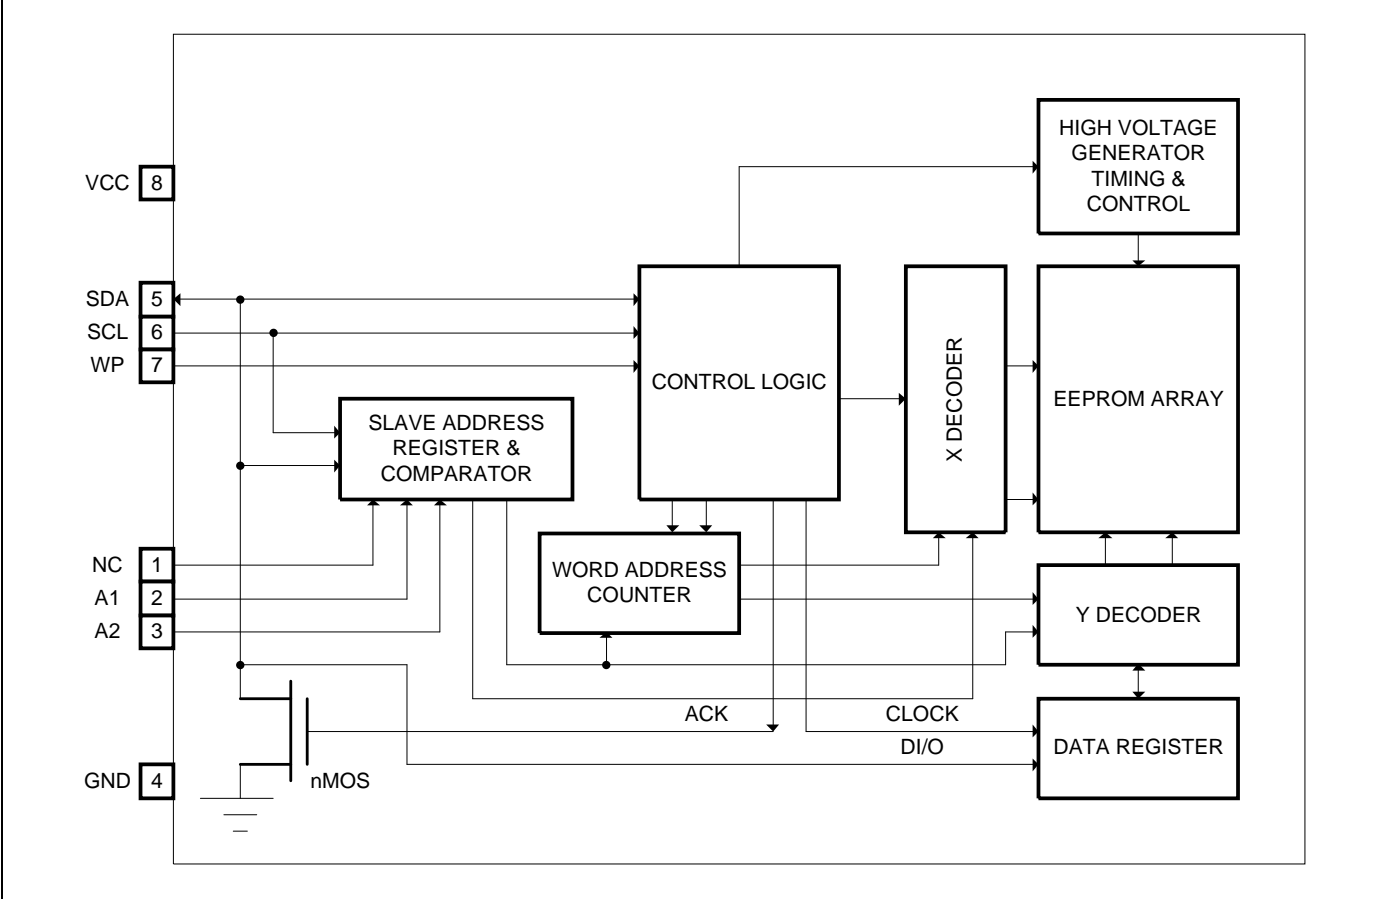 HIGH VOLTAGE
GENERATOR
TIMING &
CONTROL
VCC 8
SDA 5
SCL 6
WP 7
CONTROL LOGIC
X DECODER
EEPROM ARRAY
SLAVE ADDRESS
REGISTER &
COMPARATOR
NC 1
A1 2
A2 3
WORD ADDRESS
COUNTER
Y DECODER
ACK
CLOCK
DI/O
DATA REGISTER
GND 4
nMOS